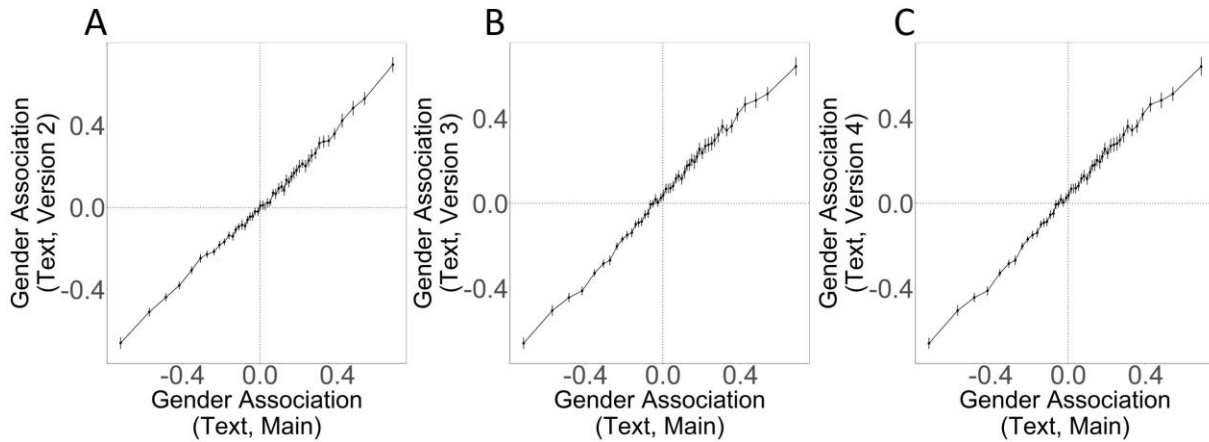 A
Gender Association
(Text, Version 2)
0.4
0.0
-0.4
-0.4 0.0 0.4
Gender Association
(Text, Main)
B
Gender Association
(Text, Version 3)
0.4
0.0
-0.4
-0.4 0.0 0.4
Gender Association
(Text, Main)
C
Gender Association
(Text, Version 4)
0.4
0.0
-0.4
-0.4 0.0 0.4
Gender Association
(Text, Main)